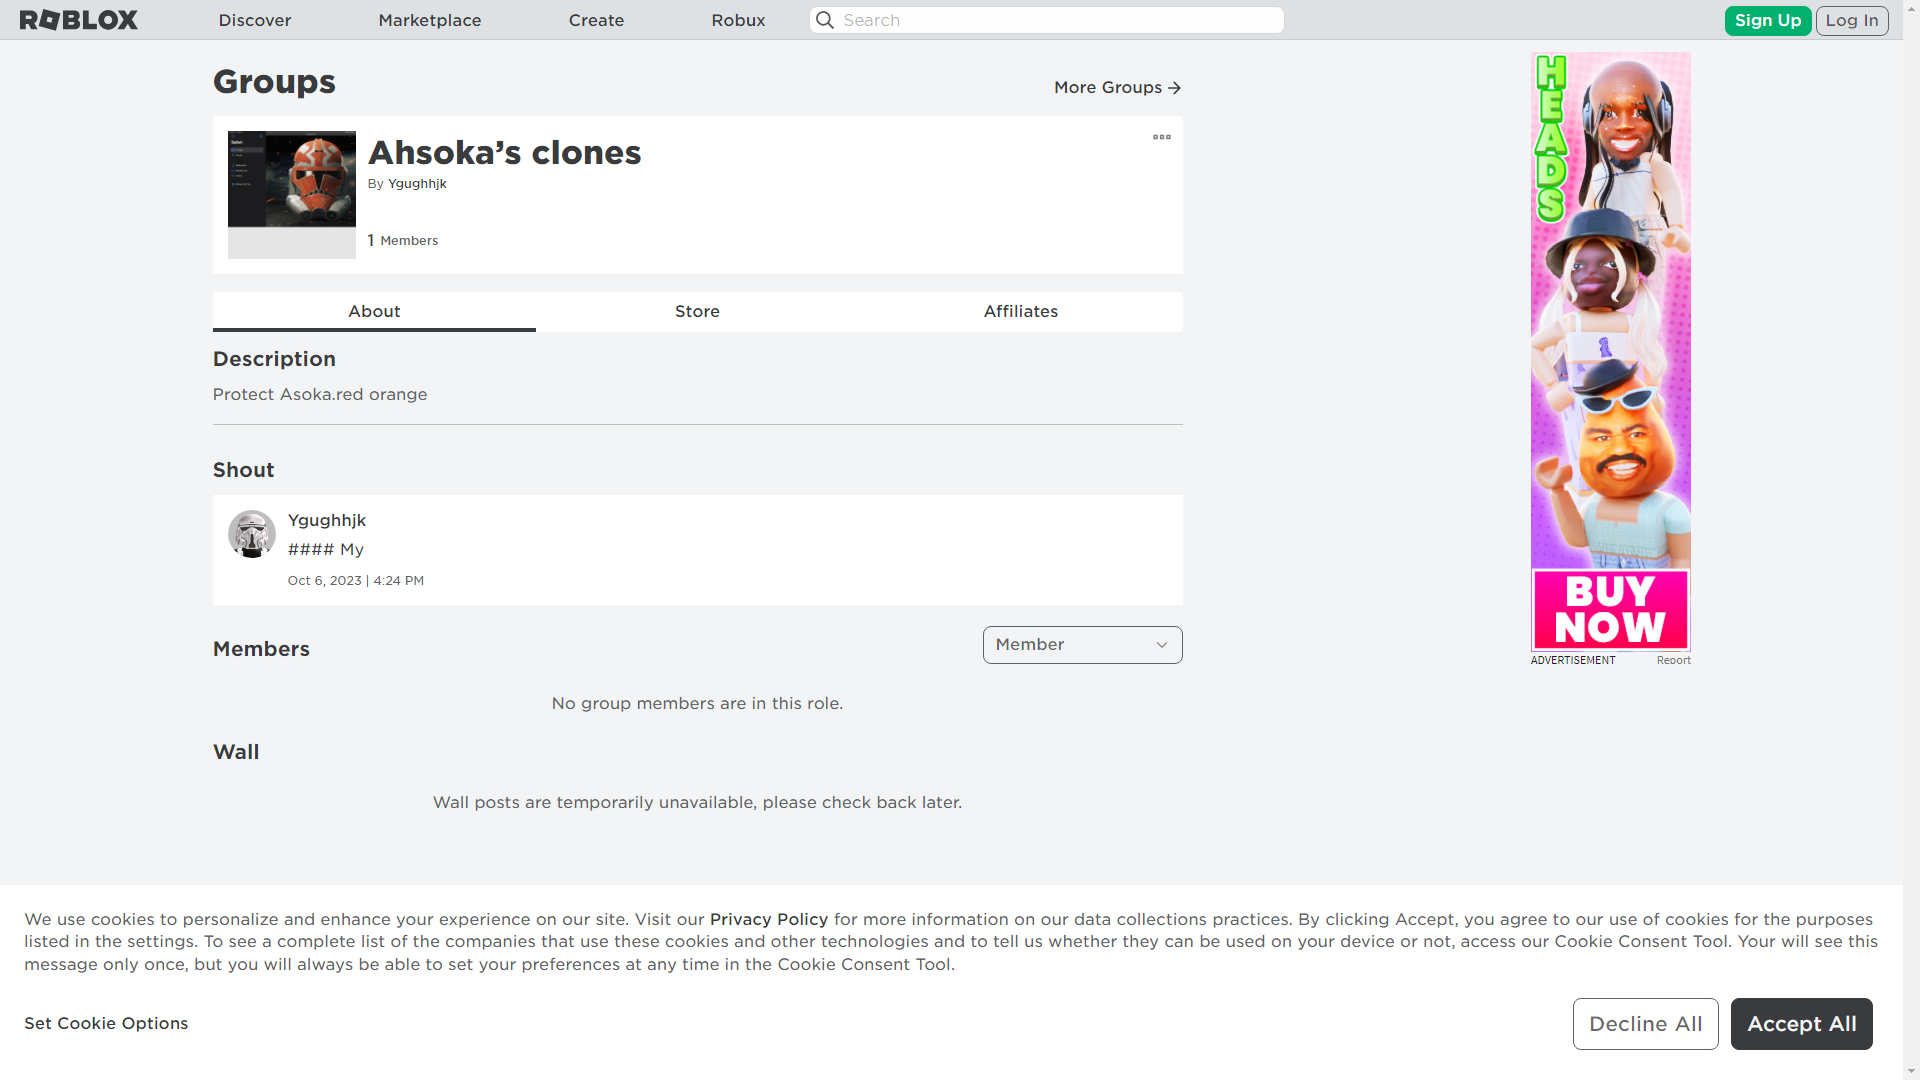 ROBLOX
Discover
Marketplace
Create
Robux
Search
Sign Up
Log In
Groups
More Groups
Ahsoka’s clones
By Ygughhjk
1 Members
About
Store
Affiliates
Description
Protect Asoka.red orange
Shout
Ygughhjk
#### My
Oct 6, 2023 | 4:24 PM
Members
Member
No group members are in this role.
Wall
Wall posts are temporarily unavailable, please check back later.
HEADS
BUY
NOW
ADVERTISEMENT
Report
We use cookies to personalize and enhance your experience on our site. Visit our Privacy Policy for more information on our data collections practices. By clicking Accept, you agree to our use of cookies for the purposes
listed in the settings. To see a complete list of the companies that use these cookies and other technologies and to tell us whether they can be used on your device or not, access our Cookie Consent Tool. Your will see this
message only once, but you will always be able to set your preferences at any time in the Cookie Consent Tool.
Set Cookie Options
Decline All
Accept All